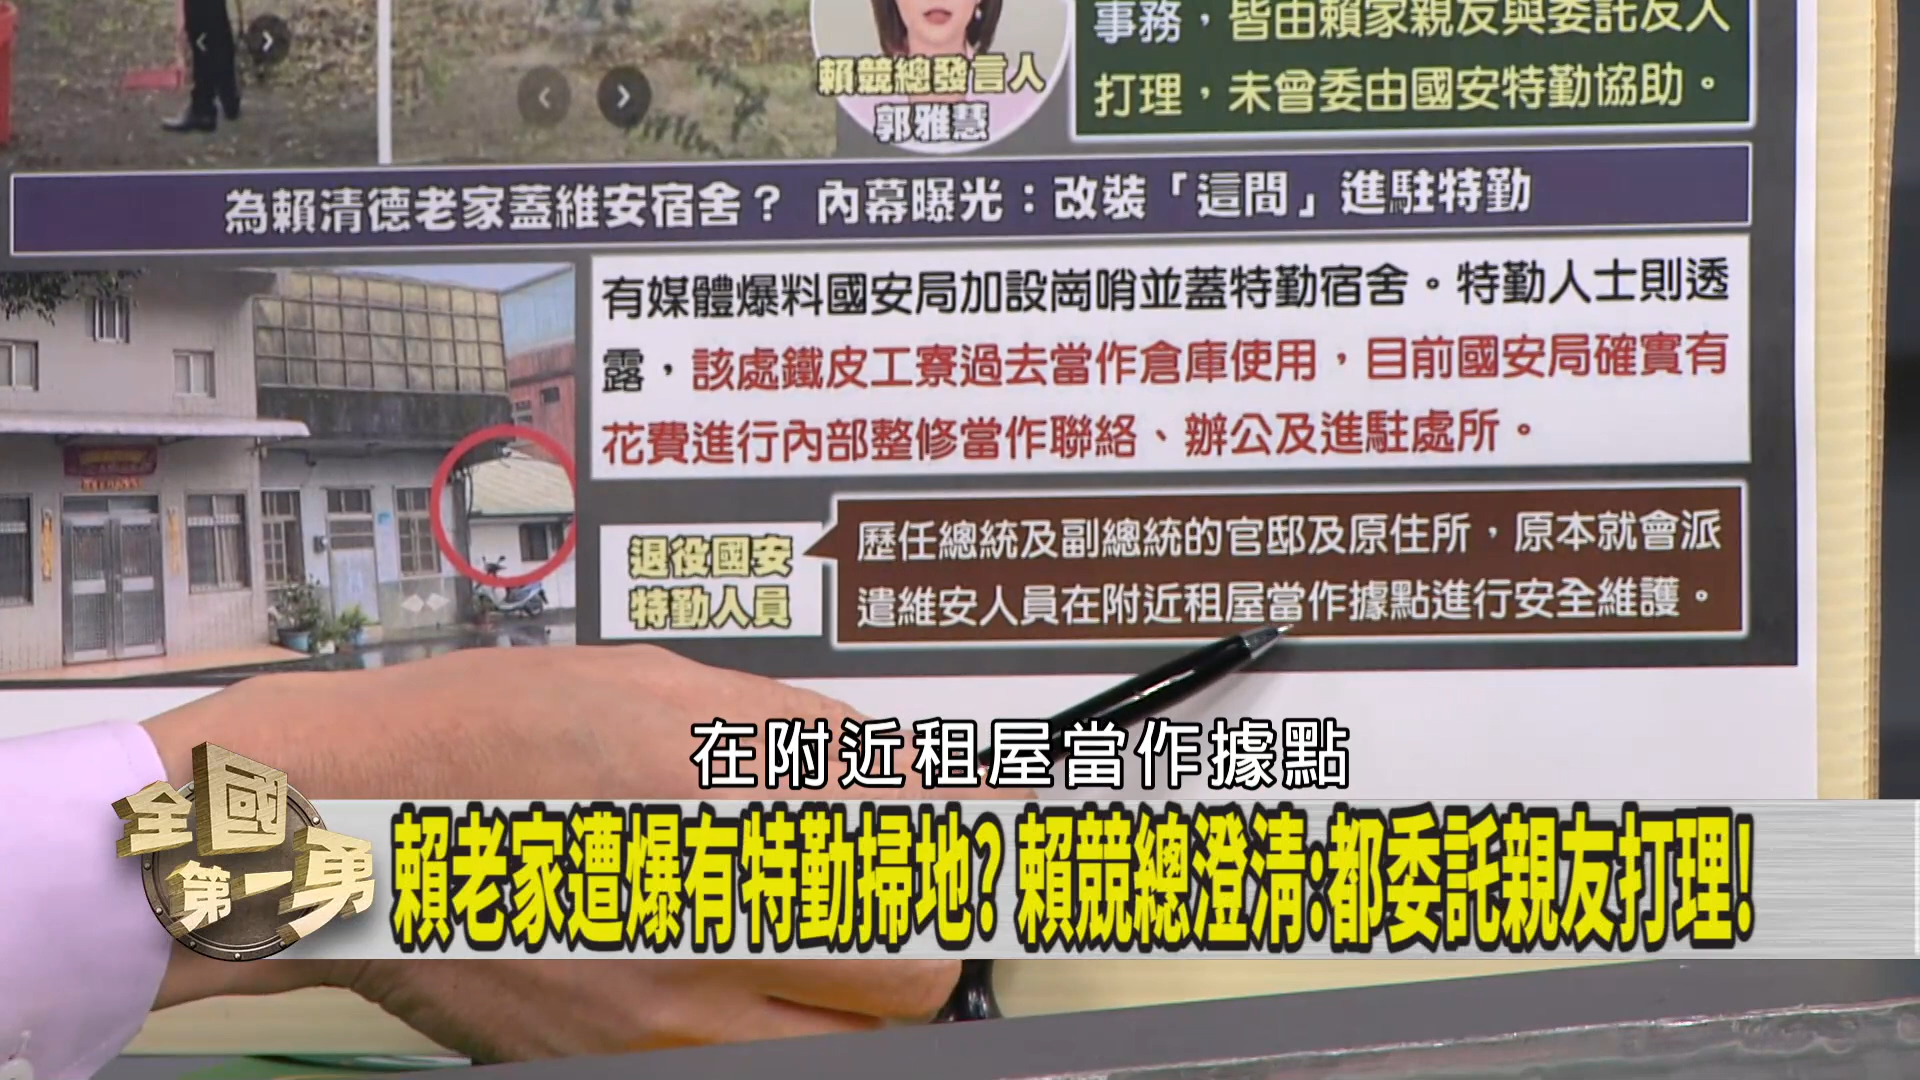 事務，皆由賴家親友與委託友人
打理，未曾委由國安特勤協助。
賴競總發言人
郭雅慧
為賴清德老家蓋維安宿舍？ 內幕曝光：改裝「這間」進駐特勤
有媒體爆料國安局加設崗哨並蓋特勤宿舍。特勤人士則透
露，該處鐵皮工寮過去當作倉庫使用，目前國安局確實有
花費進行內部整修當作聯絡、辦公及進駐處所。
退役國安
特勤人員
歷任總統及副總統的官邸及原住所，原本就會派
遣維安人員在附近租屋當作據點進行安全維護。
在附近租屋當作據點
全國
第一勇
賴老家遭爆有特勤掃地? 賴競總澄清:都委託親友打理!